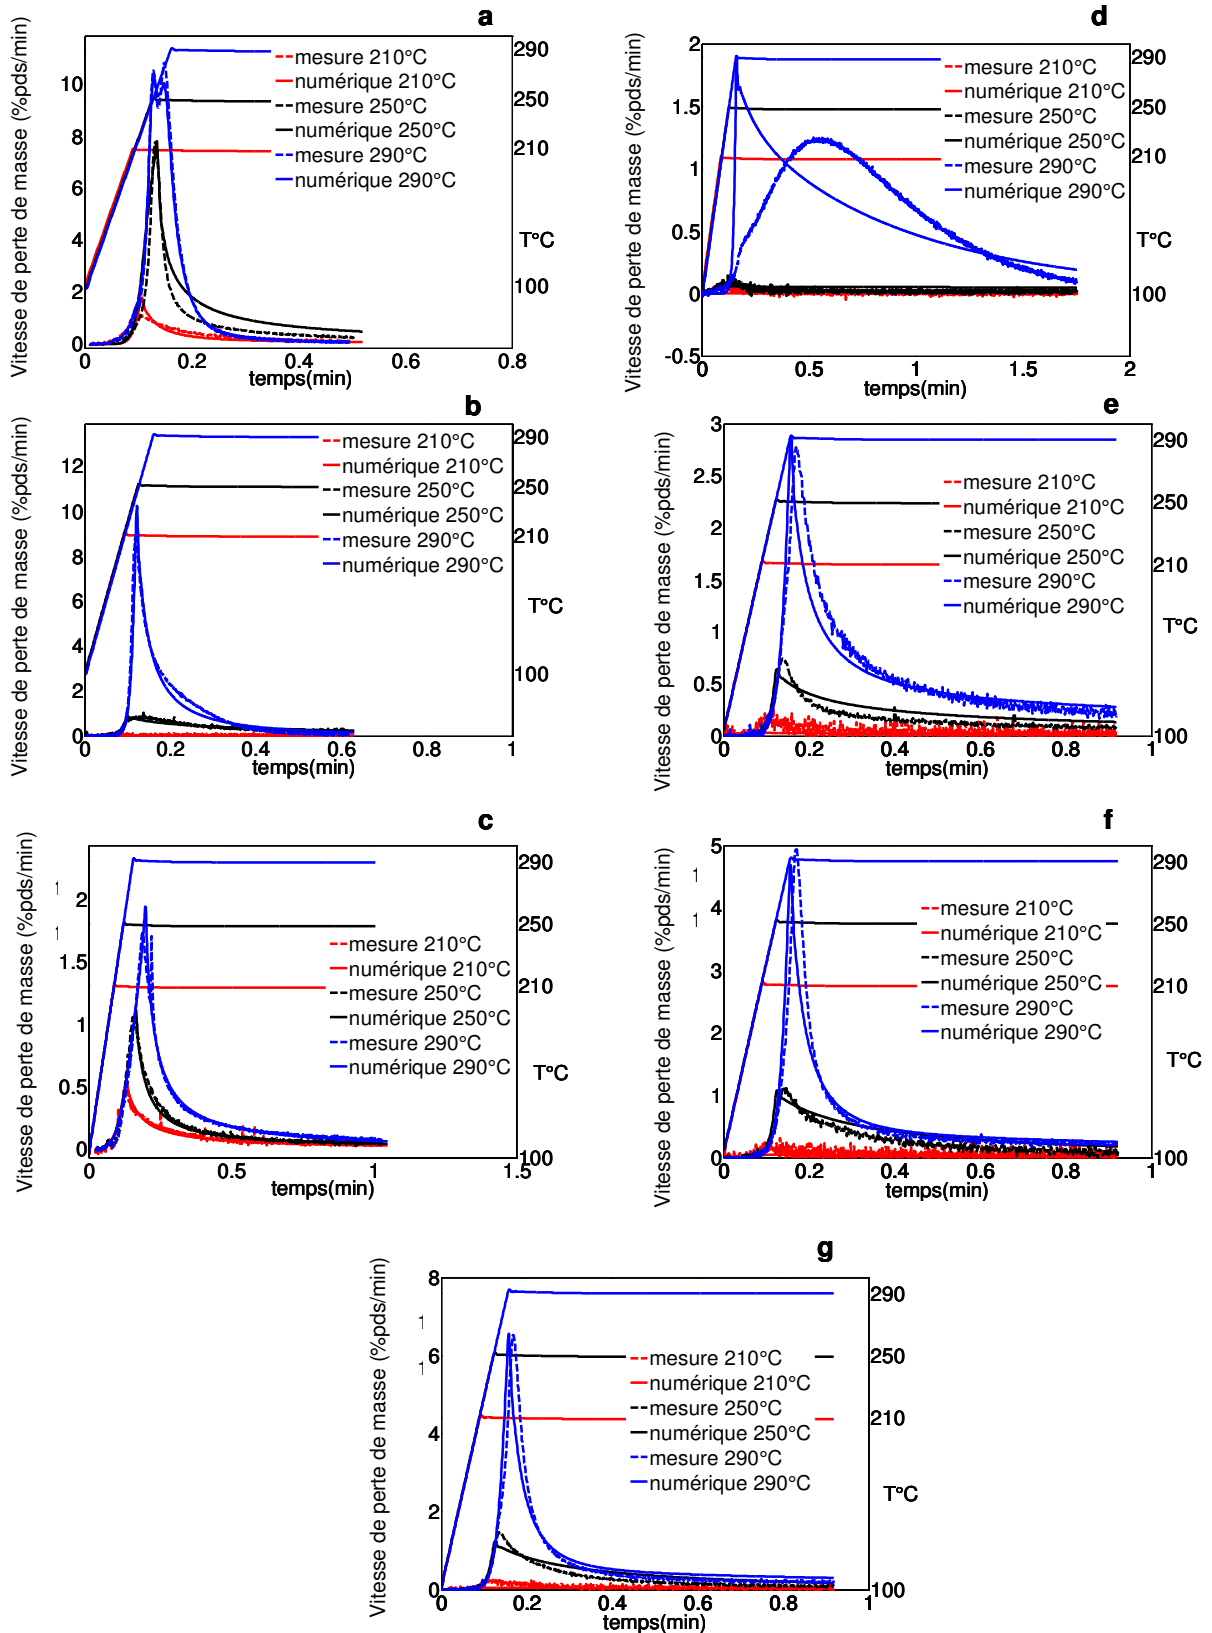 a
Vitesse de perte de masse (%pds/min)
10
8
6
4
2
0
0
0.2
0.4
0.6
0.8
temps(min)
290
250
210
100
T°C
mesure 210°C
numérique 210°C
mesure 250°C
numérique 250°C
mesure 290°C
numérique 290°C
d
Vitesse de perte de masse (%pds/min)
2
1.5
1
0.5
0
-0.5
0
0.5
1
1.5
2
temps(min)
290
250
210
100
T°C
mesure 210°C
numérique 210°C
mesure 250°C
numérique 250°C
mesure 290°C
numérique 290°C
b
Vitesse de perte de masse (%pds/min)
12
10
8
6
4
2
0
0
0.2
0.4
0.6
0.8
1
temps(min)
290
250
210
100
T°C
mesure 210°C
numérique 210°C
mesure 250°C
numérique 250°C
mesure 290°C
numérique 290°C
e
Vitesse de perte de masse (%pds/min)
3
2.5
2
1.5
1
0.5
0
0
0.2
0.4
0.6
0.8
1
temps(min)
290
250
210
100
T°C
mesure 210°C
numérique 210°C
mesure 250°C
numérique 250°C
mesure 290°C
numérique 290°C
c
Vitesse de perte de masse (%pds/min)
2
1.5
1
0.5
0
0
0.5
1
1.5
temps(min)
290
250
210
100
T°C
mesure 210°C
numérique 210°C
mesure 250°C
numérique 250°C
mesure 290°C
numérique 290°C
f
Vitesse de perte de masse (%pds/min)
5
4
3
2
1
0
0
0.2
0.4
0.6
0.8
1
temps(min)
290
250
210
100
T°C
mesure 210°C
numérique 210°C
mesure 250°C
numérique 250°C
mesure 290°C
numérique 290°C
g
Vitesse de perte de masse (%pds/min)
8
6
4
2
0
0
0.2
0.4
0.6
0.8
1
temps(min)
290
250
210
100
T°C
mesure 210°C
numérique 210°C
mesure 250°C
numérique 250°C
mesure 290°C
numérique 290°C